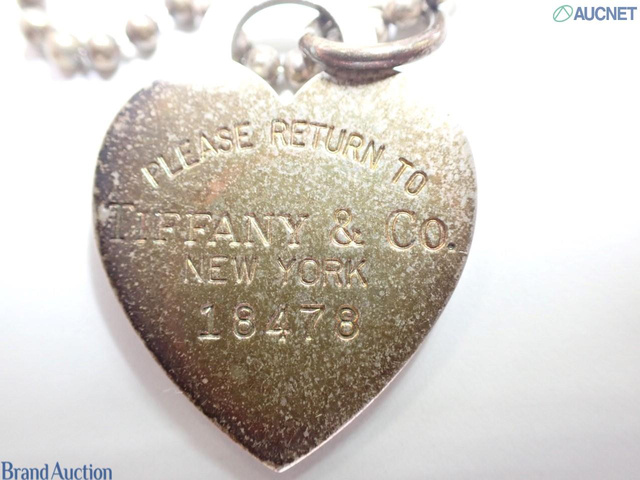 AUCNET
PLEASE RETURN TO
TIFFANY & CO.
NEW YORK
18478
Brand Auction